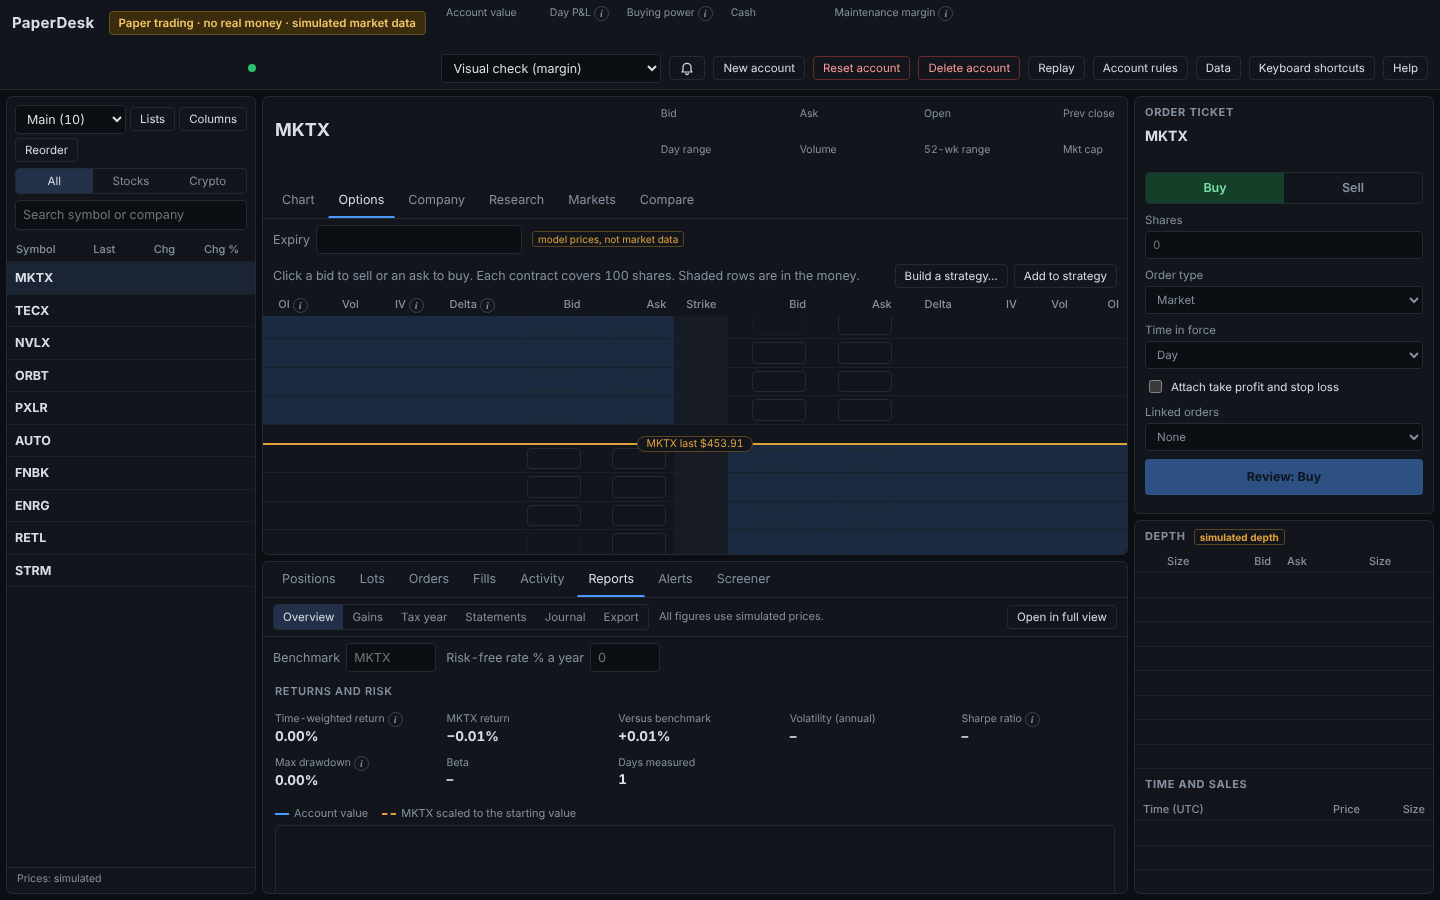 PaperDesk
Paper trading · no real money · simulated market data
Account value
Day P&L i
Buying power i
Cash
Maintenance margin i
Visual check (margin)
New account
Reset account
Delete account
Replay
Account rules
Data
Keyboard shortcuts
Help
Main (10)
Lists
Columns
Reorder
All
Stocks
Crypto
Search symbol or company
Symbol Last Chg Chg %
MKTX
TECX
NVLX
ORBT
PXLR
AUTO
FNBK
ENRG
RETL
STRM
Prices: simulated
MKTX
Bid Ask Open Prev close
Day range Volume 52-wk range Mkt cap
Chart Options Company Research Markets Compare
Expiry
model prices, not market data
Click a bid to sell or an ask to buy. Each contract covers 100 shares. Shaded rows are in the money.
Build a strategy...
Add to strategy
OI i Vol IV i Delta i Bid Ask Strike Bid Ask Delta IV Vol OI
MKTX last $453.91
Positions Lots Orders Fills Activity Reports Alerts Screener
Overview Gains Tax year Statements Journal Export
All figures use simulated prices.
Open in full view
Benchmark MKTX Risk-free rate % a year 0
RETURNS AND RISK
Time-weighted return i
0.00%
MKTX return
−0.01%
Versus benchmark
+0.01%
Volatility (annual)
–
Sharpe ratio i
–
Max drawdown i
0.00%
Beta
–
Days measured
1
Account value
MKTX scaled to the starting value
ORDER TICKET
MKTX
Buy
Sell
Shares
0
Order type
Market
Time in force
Day
Attach take profit and stop loss
Linked orders
None
Review: Buy
DEPTH
simulated depth
Size Bid Ask Size
TIME AND SALES
Time (UTC) Price Size